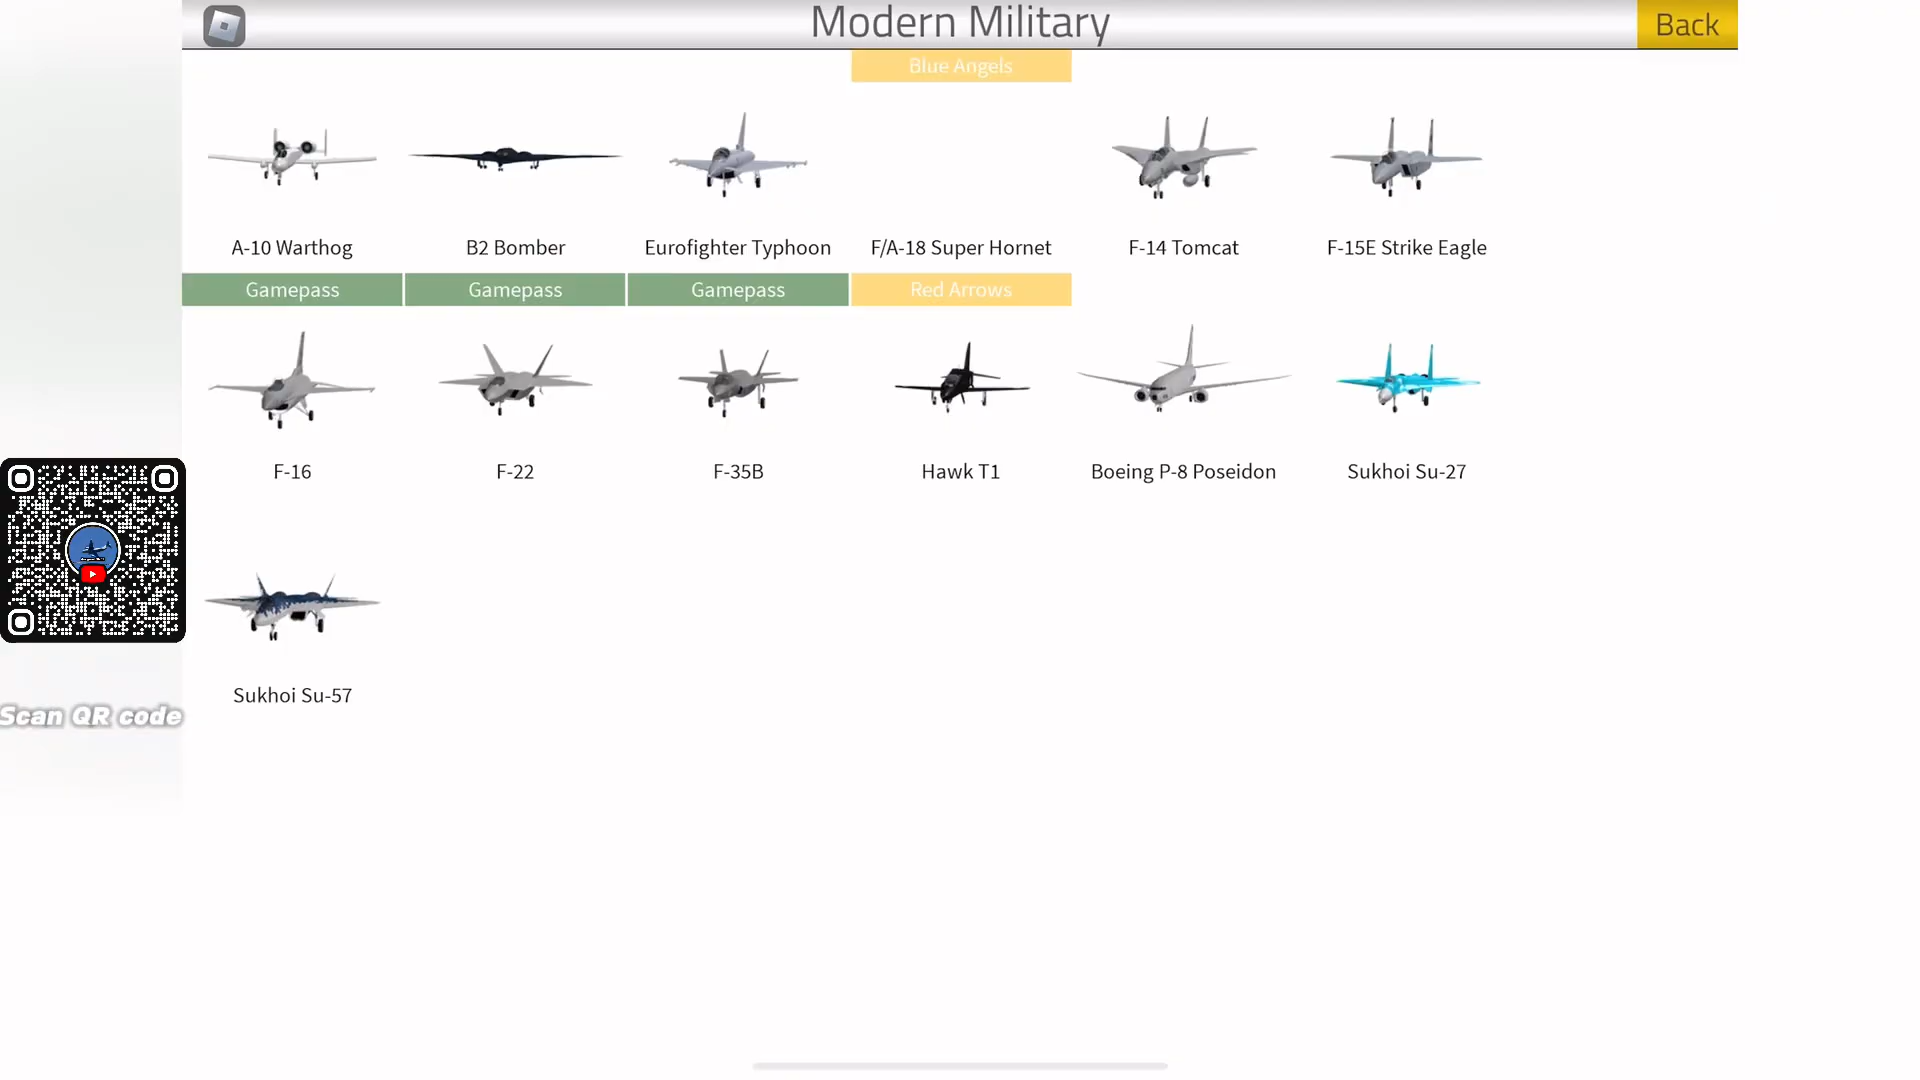 Modern Military
Back
Blue Angels
A-10 Warthog
B2 Bomber
Eurofighter Typhoon
F/A-18 Super Hornet
F-14 Tomcat
F-15E Strike Eagle
Gamepass
Gamepass
Gamepass
Red Arrows
F-16
F-22
F-35B
Hawk T1
Boeing P-8 Poseidon
Sukhoi Su-27
Sukhoi Su-57
Scan QR code